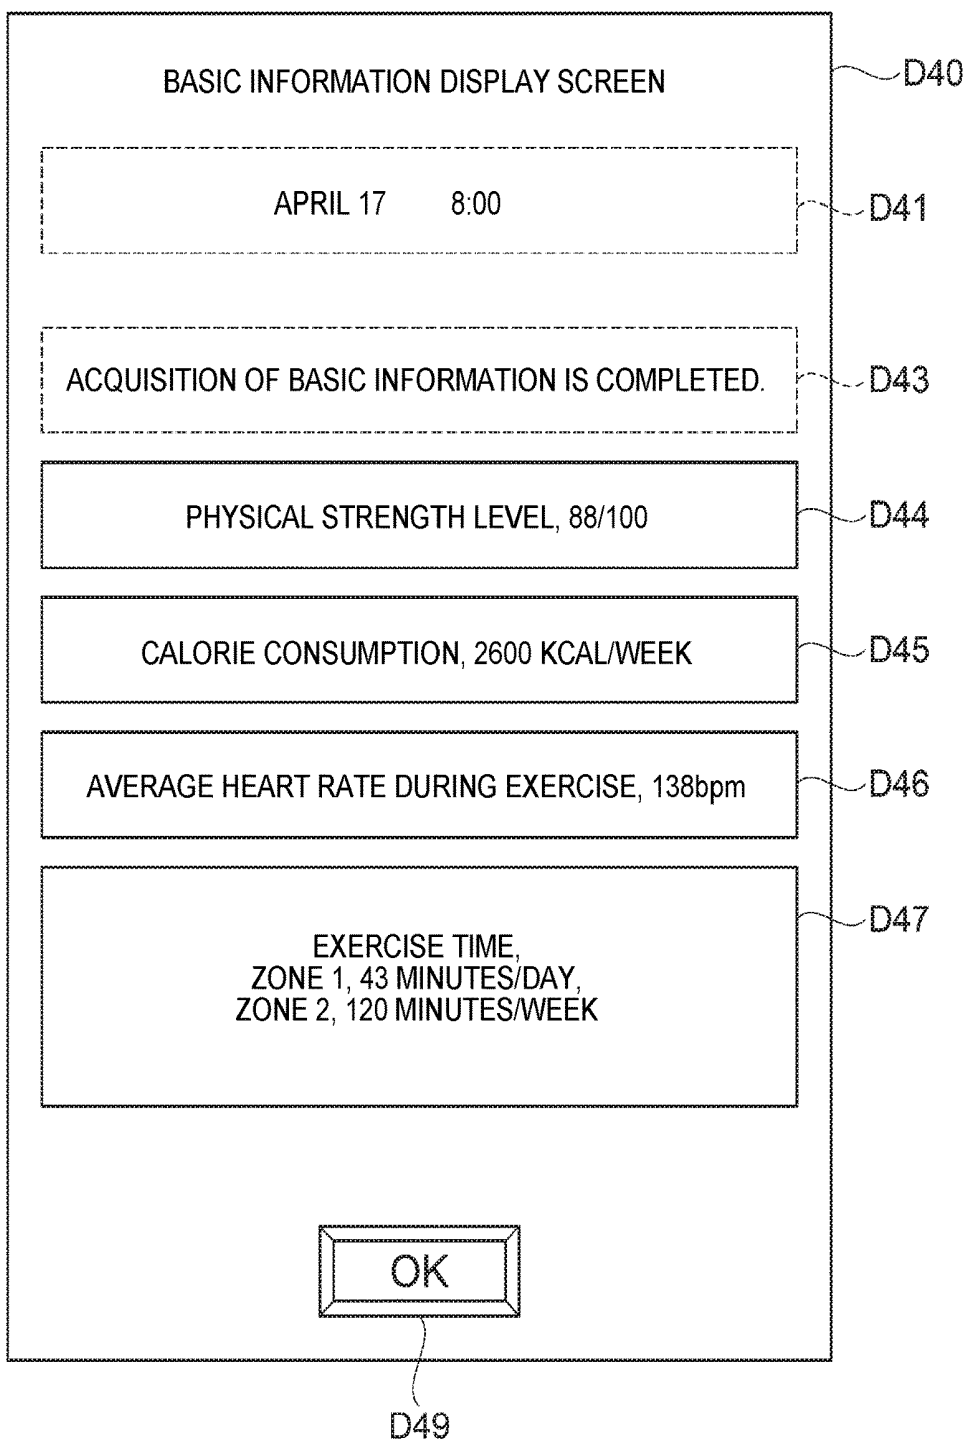 BASIC INFORMATION DISPLAY SCREEN
D40
APRIL 17 8:00
D41
ACQUISITION OF BASIC INFORMATION IS COMPLETED.
D43
PHYSICAL STRENGTH LEVEL, 88/100
D44
CALORIE CONSUMPTION, 2600 KCAL/WEEK
D45
AVERAGE HEART RATE DURING EXERCISE, 138bpm
D46
D47
EXERCISE TIME,
ZONE 1, 43 MINUTES/DAY,
ZONE 2, 120 MINUTES/WEEK
OK
D49